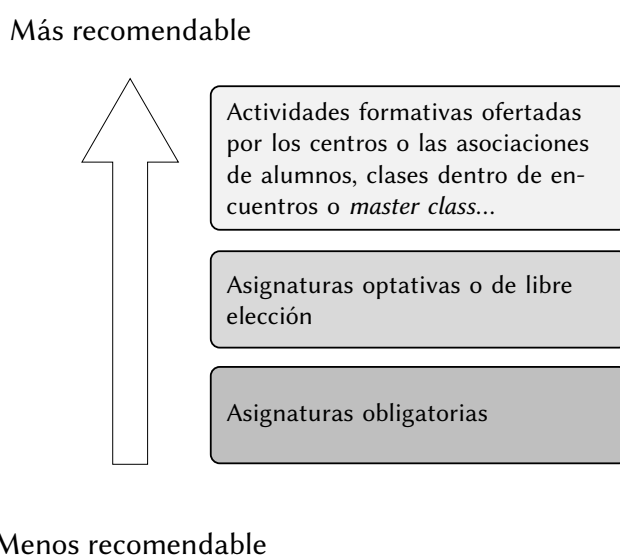 Más recomendable
Actividades formativas ofertadas
por los centros o las asociaciones
de alumnos, clases dentro de en-
cuentros o master class...
Asignaturas optativas o de libre
elección
Asignaturas obligatorias
Menos recomendable